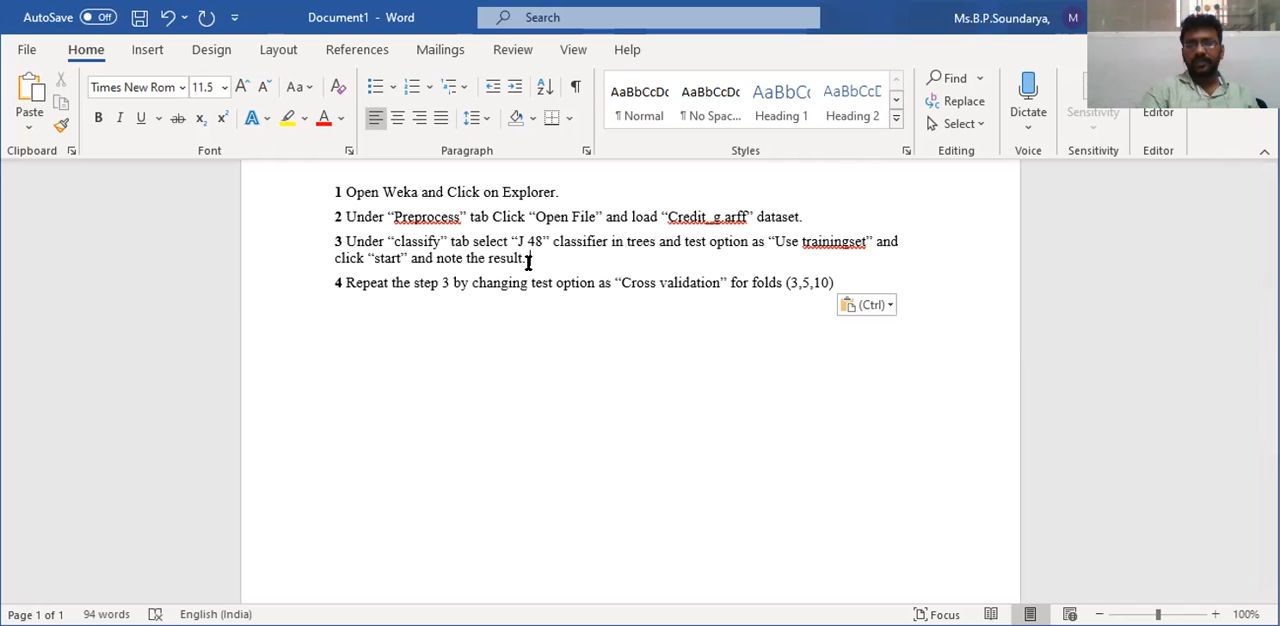 AutoSave Off Document1 - Word Search Ms.B.P.Soundarya, M
File Home Insert Design Layout References Mailings Review View Help
Paste Times New Rom 11.5 A A Aa A Find Replace Select Dictate Sensitivity Editor
B I U ab x2 x2 A A AaBbCcDc AaBbCcDc AaBbCc AaBbCcD
¶ Normal ¶ No Spac... Heading 1 Heading 2
Clipboard Font Paragraph Styles Editing Voice Sensitivity Editor
1 Open Weka and Click on Explorer.
2 Under “Preprocess” tab Click “Open File” and load “Credit_g.arff” dataset.
3 Under “classify” tab select “J 48” classifier in trees and test option as “Use trainingset” and
click “start” and note the result.
4 Repeat the step 3 by changing test option as “Cross validation” for folds (3,5,10)
(Ctrl)
Page 1 of 1 94 words English (India) Focus 100%